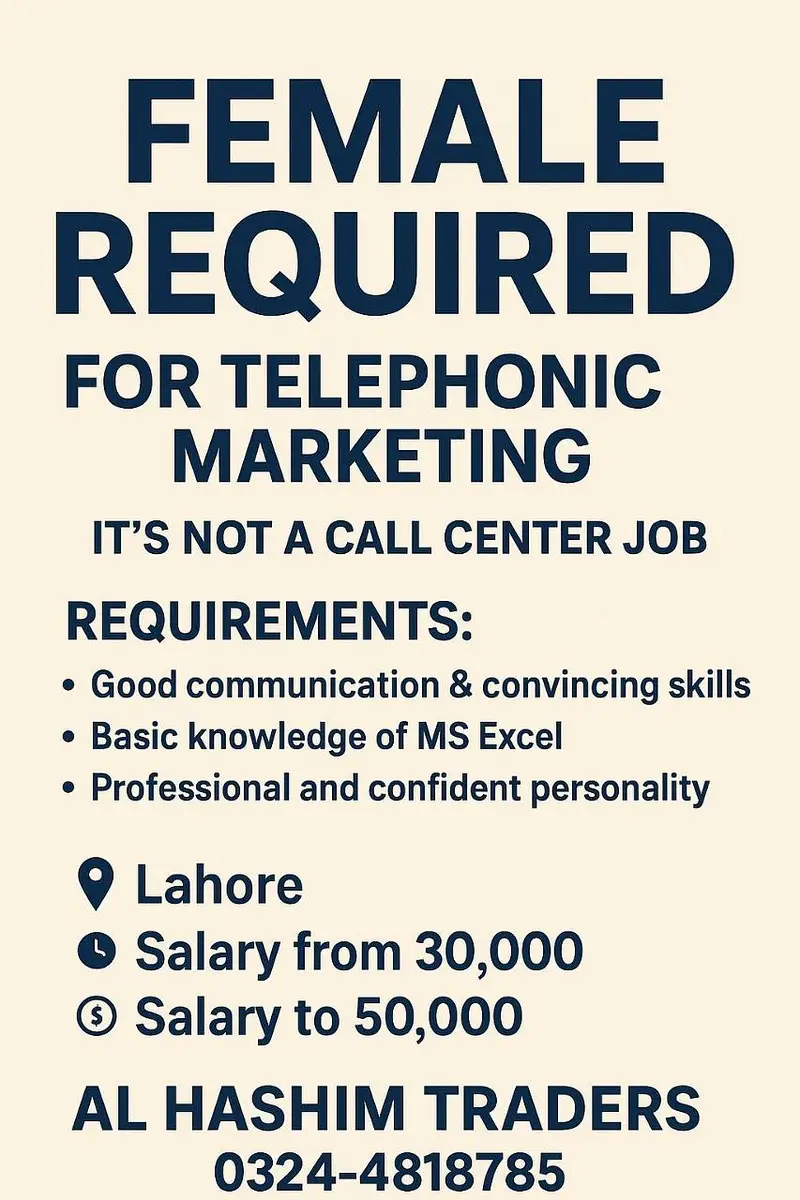 FEMALE
REQUIRED
FOR TELEPHONIC
MARKETING
IT'S NOT A CALL CENTER JOB
REQUIREMENTS:
• Good communication & convincing skills
• Basic knowledge of MS Excel
• Professional and confident personality
Lahore
Salary from 30,000
Salary to 50,000
AL HASHIM TRADERS
0324-4818785